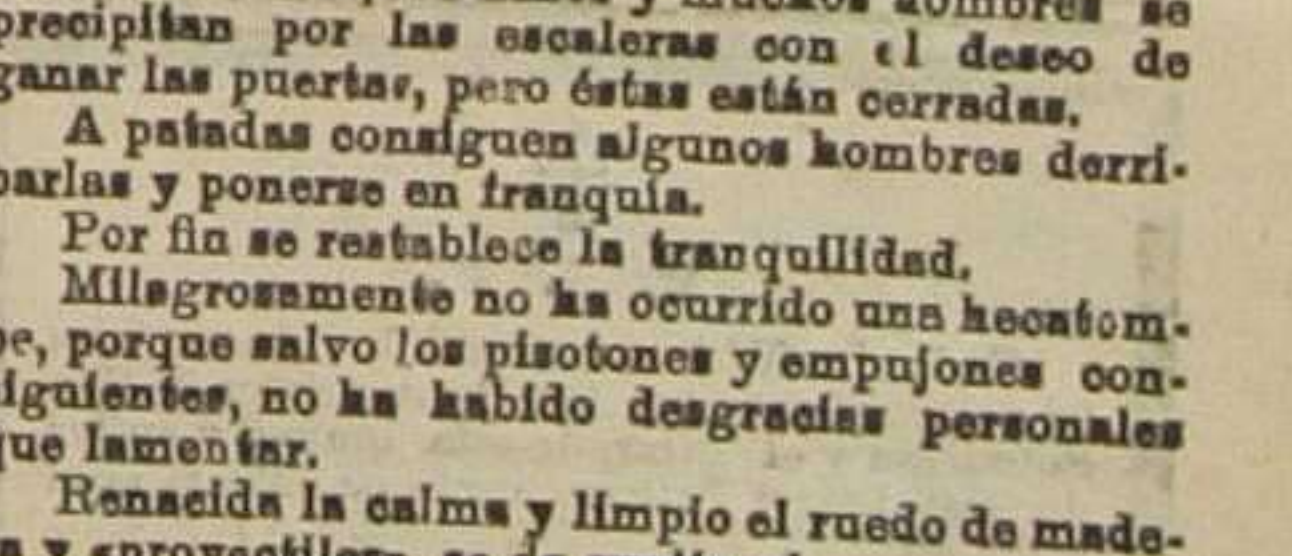 y muchos hombres se
precipitan por las escaleras con el deseo de
ganar las puertas, pero éstas están cerradas.
A patadas consiguen algunos hombres derri-
barlas y ponerse en franquía.
Por fin se restablece la tranquilidad.
Milagrosamente no ha ocurrido una hecatom-
be, porque salvo los pisotones y empujones con-
siguientes, no ha habido desgracias personales
que lamentar.
Renacida la calma y limpio el ruedo de made-